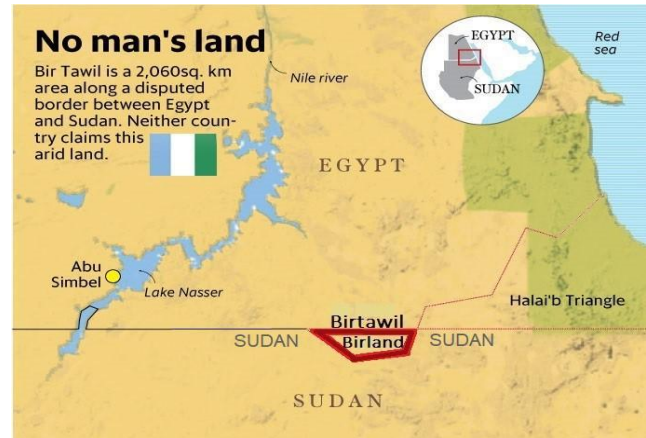 No man's land
Bir Tawil is a 2,060sq. km
area along a disputed
border between Egypt
and Sudan. Neither coun-
try claims this
arid land.
Nile river
EGYPT
SUDAN
Red
sea
EGYPT
Abu
Simbel
Lake Nasser
Halai'b Triangle
Birtawil
SUDAN
Birland
SUDAN
SUDAN